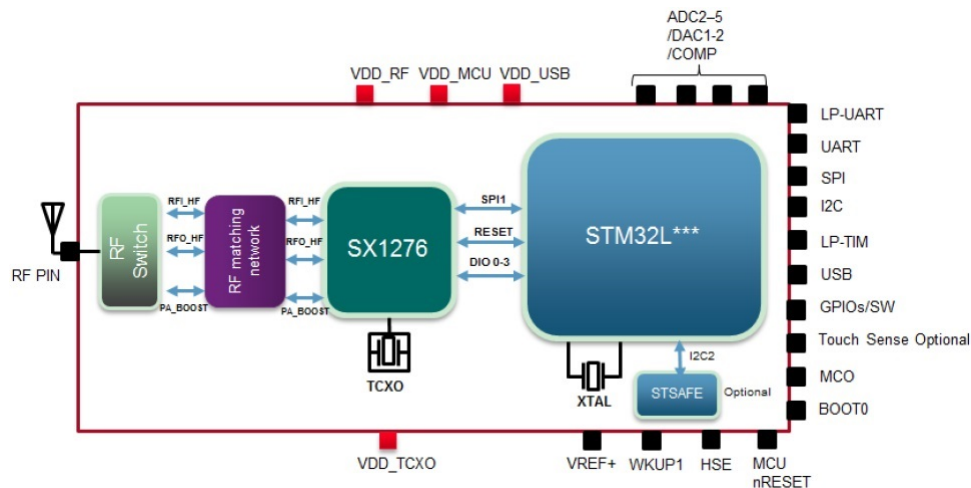 ADC2–5
/DAC1-2
/COMP
VDD_RF VDD_MCU VDD_USB
LP-UART
UART
SPI
I2C
LP-TIM
USB
GPIOs/SW
Touch Sense Optional
MCO
BOOT0
RF PIN
RF
Switch
RFI_HF
RFO_HF
PA_BOOST
RF matching
network
RFI_HF
RFO_HF
PA_BOOST
SX1276
SPI1
RESET
DIO 0-3
STM32L***
TCXO
XTAL
I2C2
STSAFE
Optional
VDD_TCXO
VREF+
WKUP1
HSE
MCU
nRESET